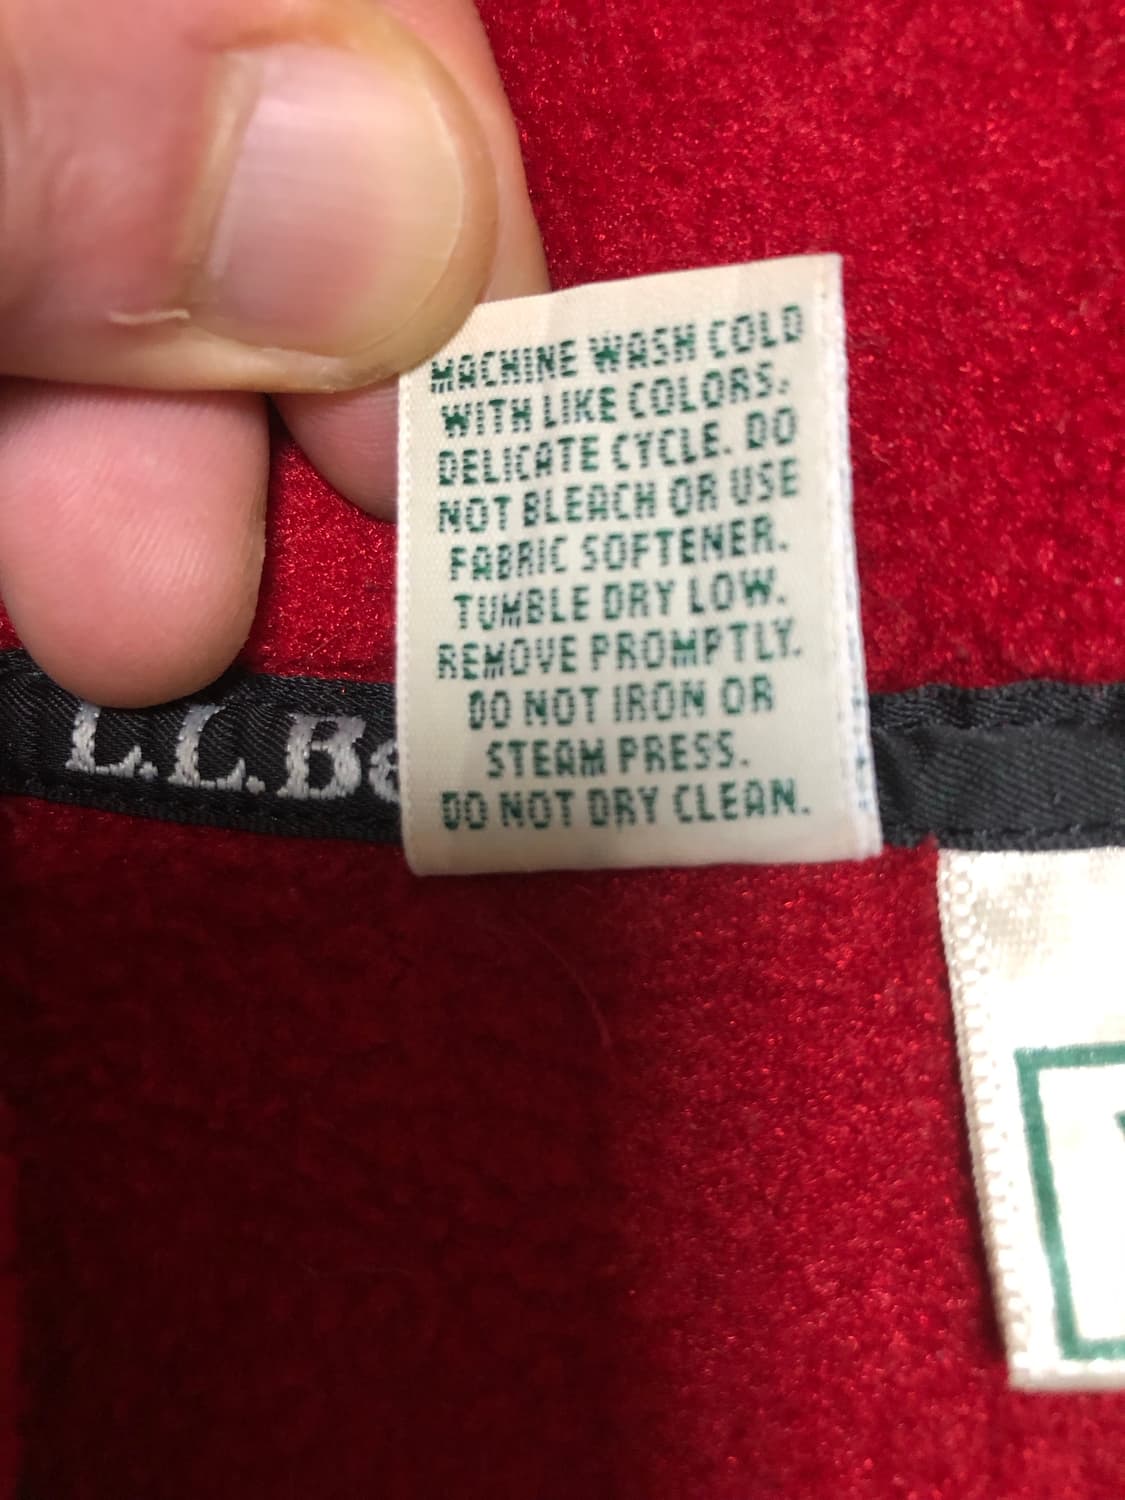 MACHINE WASH COLD
WITH LIKE COLORS.
DELICATE CYCLE. DO
NOT BLEACH OR USE
FABRIC SOFTENER.
TUMBLE DRY LOW.
REMOVE PROMPTLY.
DO NOT IRON OR
STEAM PRESS.
DO NOT DRY CLEAN.
L.L.Be